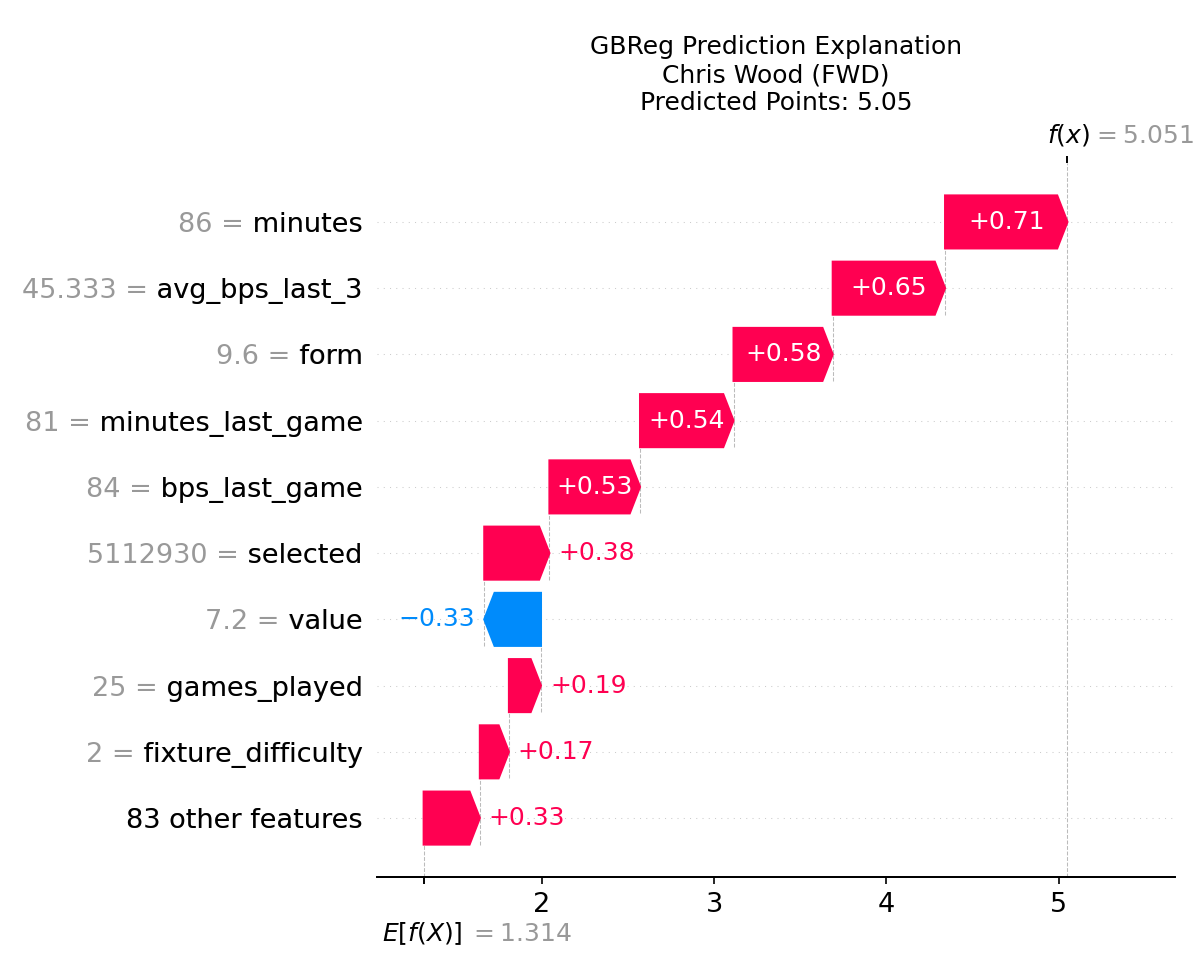 GBReg Prediction Explanation
Chris Wood (FWD)
Predicted Points: 5.05
f(x) = 5.051
86 = minutes
+0.71
45.333 = avg_bps_last_3
+0.65
9.6 = form
+0.58
81 = minutes_last_game
+0.54
84 = bps_last_game
+0.53
5112930 = selected
+0.38
7.2 = value
−0.33
25 = games_played
+0.19
2 = fixture_difficulty
+0.17
83 other features
+0.33
2 3 4 5
E[f(X)] = 1.314